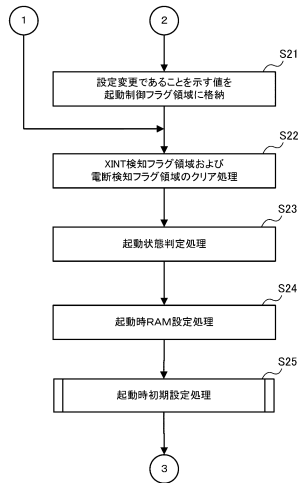 1
2
S21
設定変更であることを示す値を
起動制御フラグ領域に格納
S22
XINT検知フラグ領域および
電断検知フラグ領域のクリア処理
S23
起動状態判定処理
S24
起動時RAM設定処理
S25
起動時初期設定処理
3